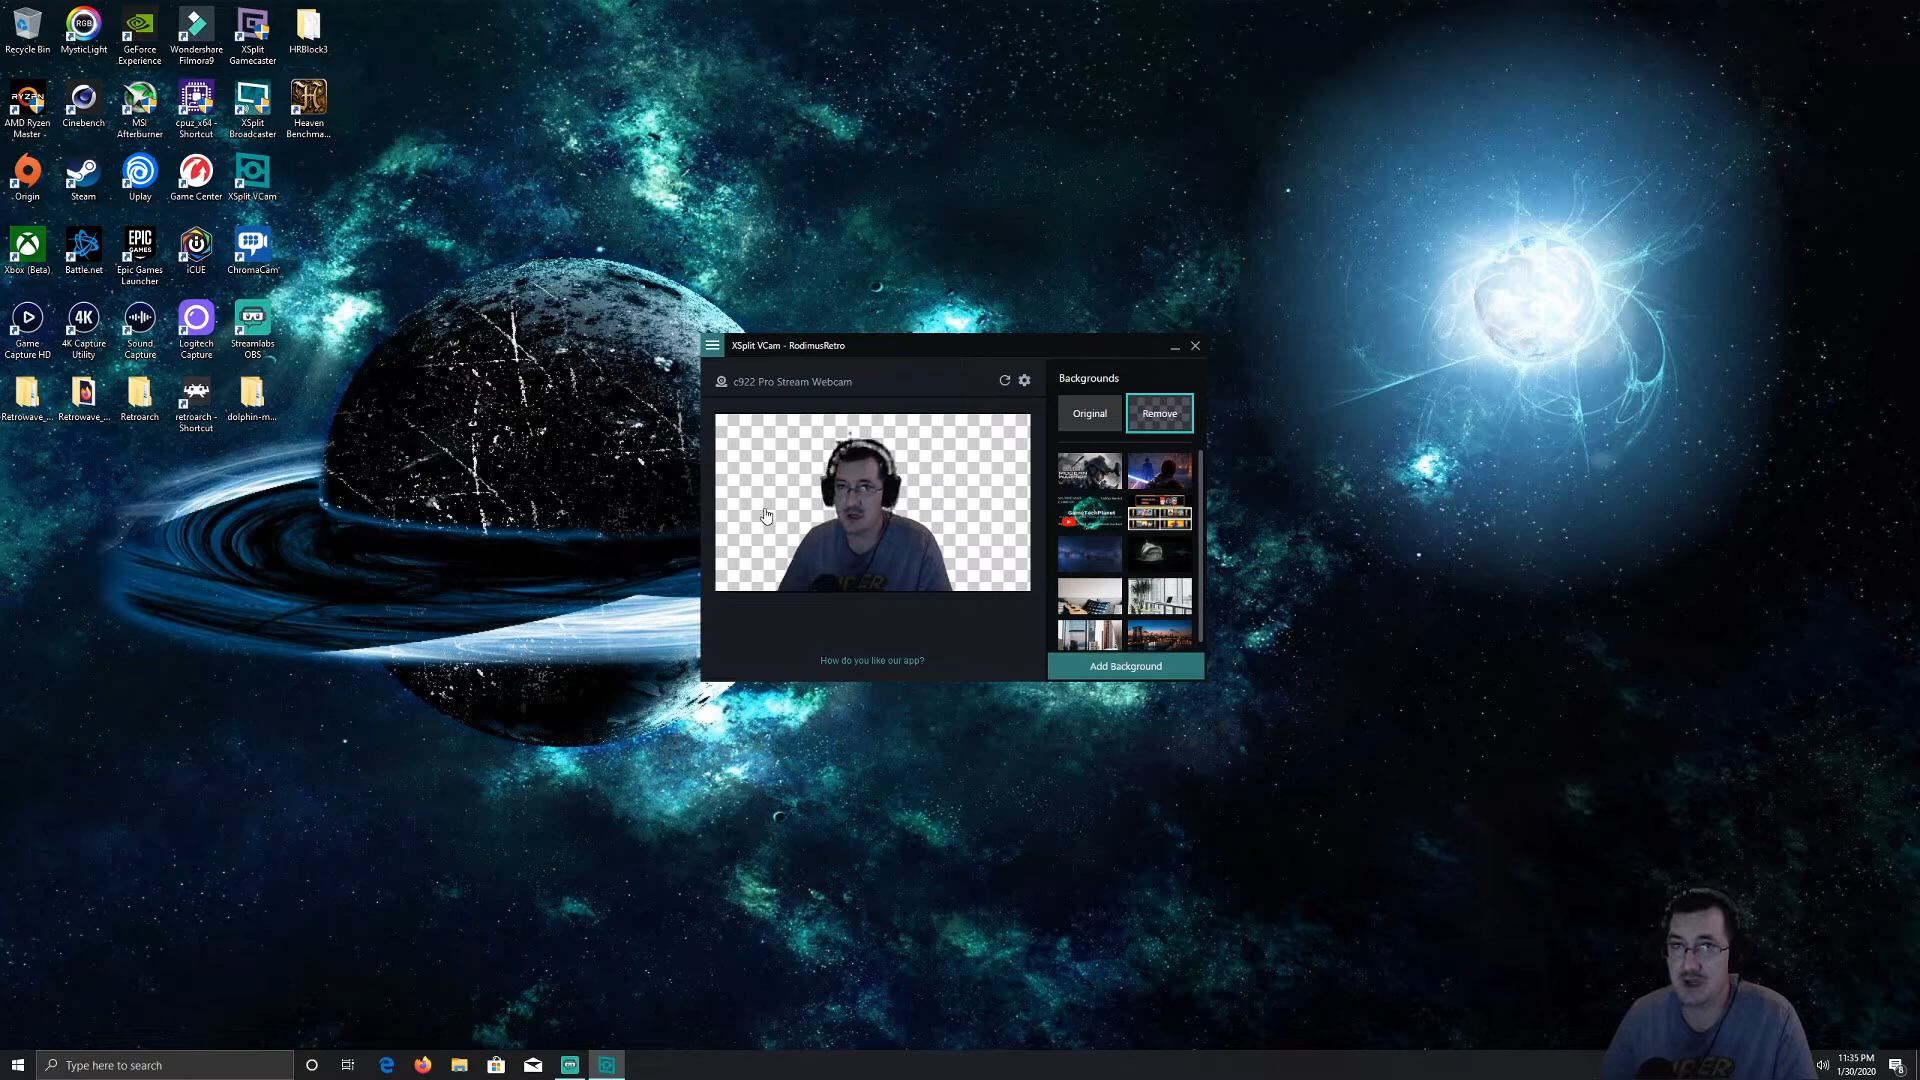 Recycle Bin
MysticLight
GeForce Experience
Wondershare Filmora9
XSplit Gamecaster
HRBlock3
AMD Ryzen Master -
Cinebench
MSI Afterburner
cpuz_x64 - Shortcut
XSplit Broadcaster
Heaven Benchma...
Origin
Steam
Uplay
Game Center
XSplit VCam
Xbox (Beta)
Battle.net
Epic Games Launcher
iCUE
ChromaCam
Game Capture HD
4K Capture Utility
Sound Capture
Logitech Capture
Streamlabs OBS
Retrowave_...
Retrowave_...
Retroarch
retroarch - Shortcut
dolphin-m...
XSplit VCam - RodimusRetro
c922 Pro Stream Webcam
Backgrounds
Original
Remove
GameTechPlanet
How do you like our app?
Add Background
Type here to search
11:35 PM
1/30/2020